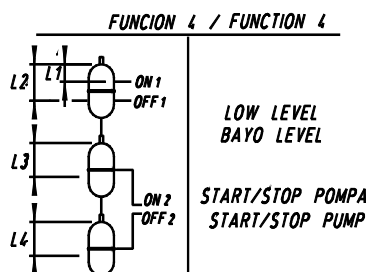 FUNCION 4 / FUNCTION 4
L1
L2
ON 1
OFF 1
LOW LEVEL
BAYO LEVEL
L3
ON 2
OFF 2
START/STOP POMPA
START/STOP PUMP
L4